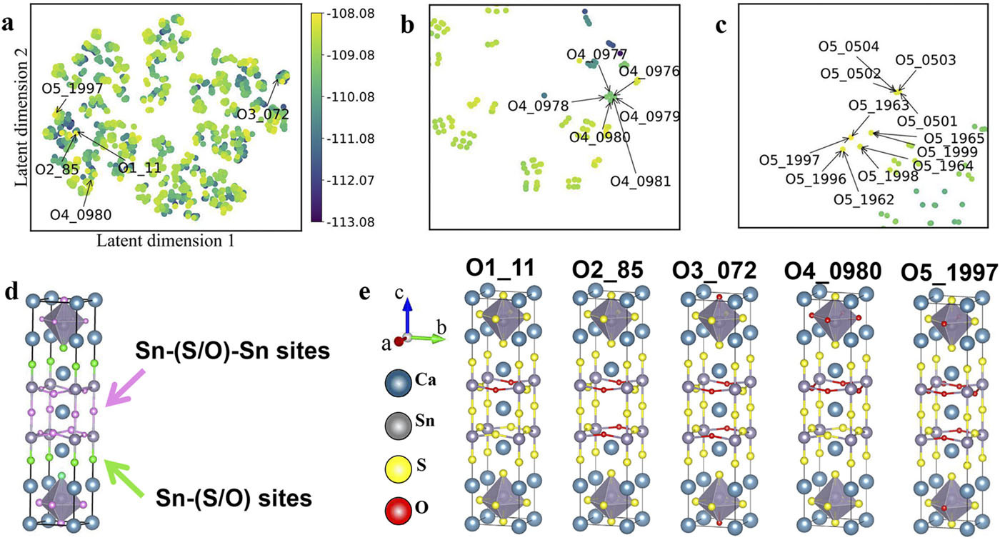 a
Latent dimension 2
O5_1997
O3_072
O2_85
O1_11
O4_0980
Latent dimension 1
-108.08
-109.08
-110.08
-111.08
-112.07
-113.08
b
O4_0977
O4_0976
O4_0978
O4_0979
O4_0980
O4_0981
c
O5_0504
O5_0503
O5_0502
O5_1963
O5_0501
O5_1965
O5_1997
O5_1999
O5_1964
O5_1996
O5_1998
O5_1962
d
Sn-(S/O)-Sn sites
Sn-(S/O) sites
e
c
b
a
Ca
Sn
S
O
O1_11
O2_85
O3_072
O4_0980
O5_1997